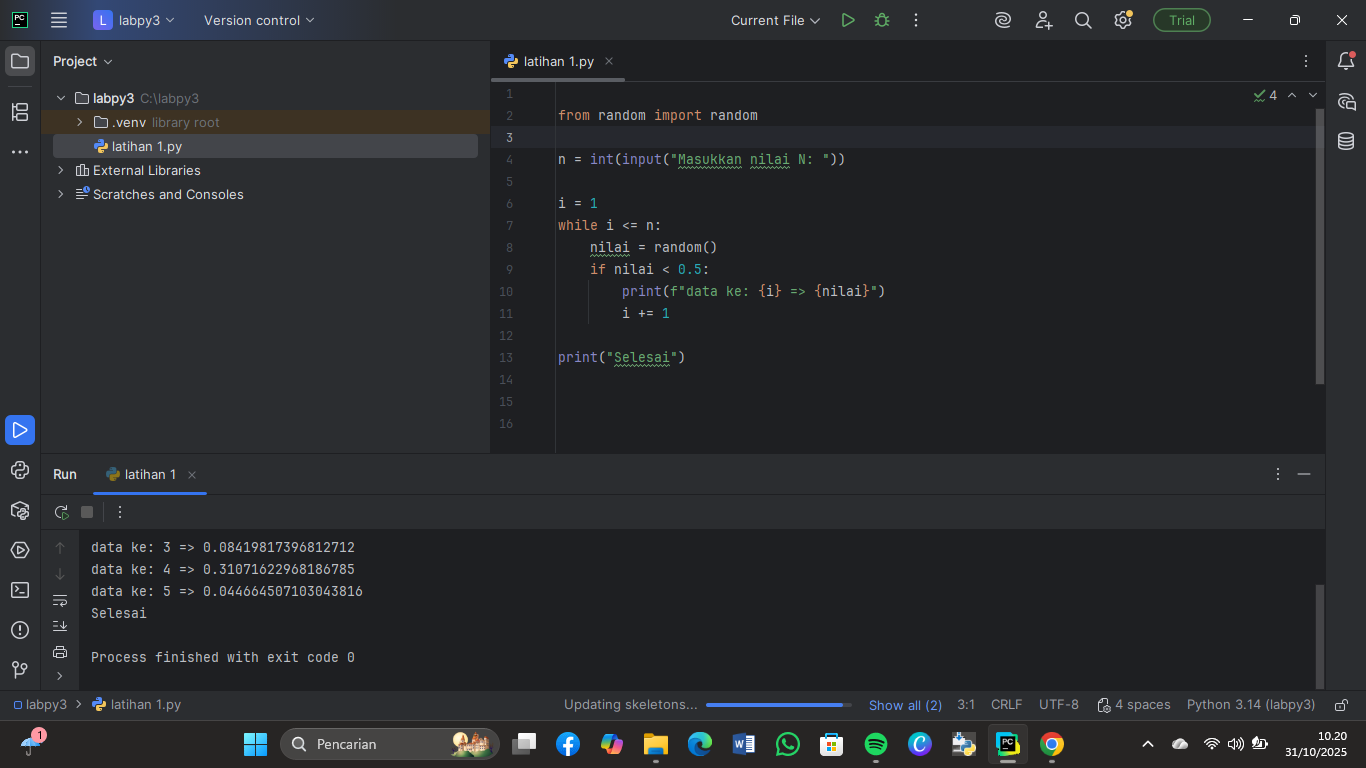 PC
L labpy3
Version control
Current File
Trial
Project
latihan 1.py
labpy3 C:\labpy3
.venv library root
latihan 1.py
External Libraries
Scratches and Consoles
4
1
2 from random import random
3
4 n = int(input("Masukkan nilai N: "))
5
6 i = 1
7 while i <= n:
8 nilai = random()
9 if nilai < 0.5:
10 print(f"data ke: {i} => {nilai}")
11 i += 1
12
13 print("Selesai")
14
15
16
Run latihan 1
data ke: 3 => 0.08419817396812712
data ke: 4 => 0.31071622968186785
data ke: 5 => 0.044664507103043816
Selesai
Process finished with exit code 0
labpy3 > latihan 1.py
Updating skeletons...
Show all (2)
3:1
CRLF
UTF-8
4 spaces
Python 3.14 (labpy3)
1
Pencarian
PC
10.20
31/10/2025